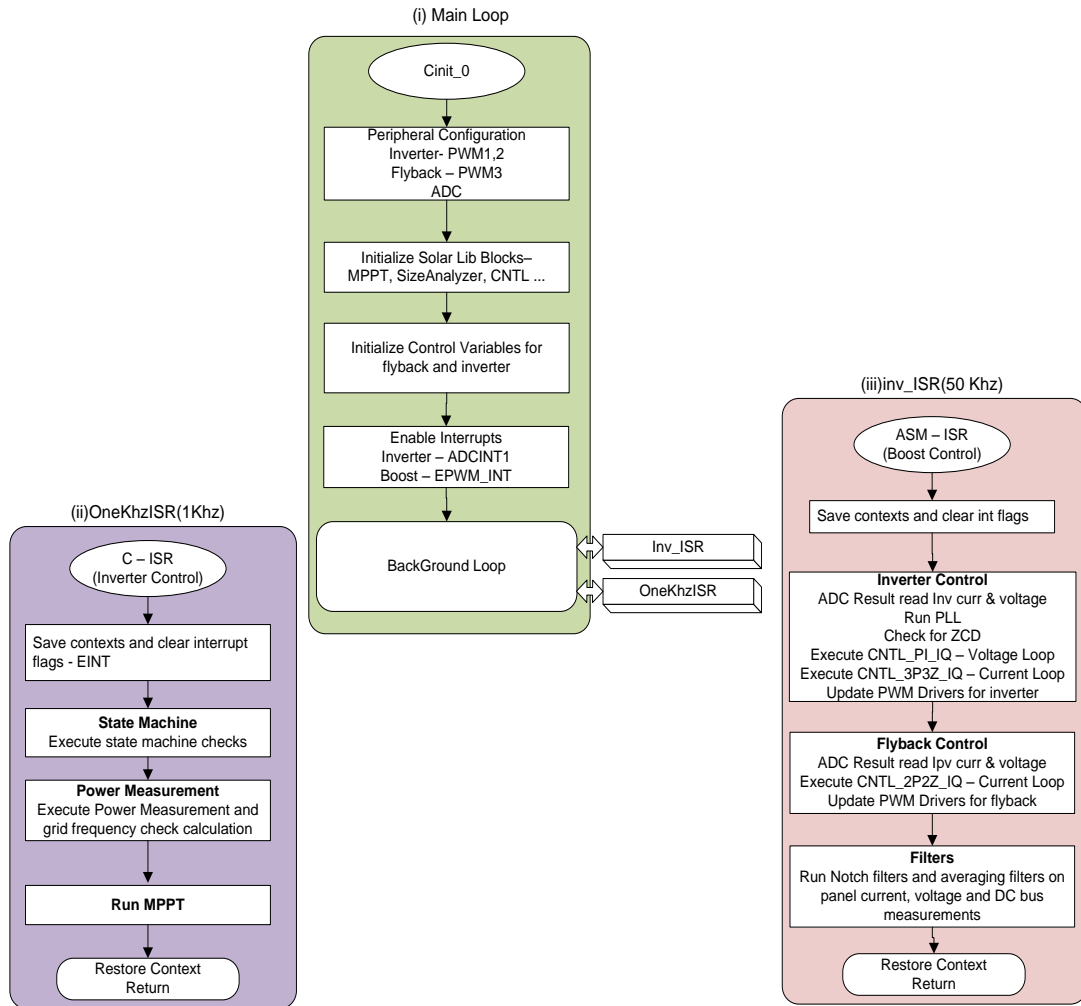 (i) Main Loop
Cinit_0
Peripheral Configuration
Inverter- PWM1,2
Flyback – PWM3
ADC
Initialize Solar Lib Blocks–
MPPT, SizeAnalyzer, CNTL ...
Initialize Control Variables for
flyback and inverter
Enable Interrupts
Inverter – ADCINT1
Boost – EPWM_INT
BackGround Loop
Inv_ISR
OneKhzISR
(ii)OneKhzISR(1Khz)
C – ISR
(Inverter Control)
Save contexts and clear interrupt
flags - EINT
State Machine
Execute state machine checks
Power Measurement
Execute Power Measurement and
grid frequency check calculation
Run MPPT
Restore Context
Return
(iii)inv_ISR(50 Khz)
ASM – ISR
(Boost Control)
Save contexts and clear int flags
Inverter Control
ADC Result read Inv curr & voltage
Run PLL
Check for ZCD
Execute CNTL_PI_IQ – Voltage Loop
Execute CNTL_3P3Z_IQ – Current Loop
Update PWM Drivers for inverter
Flyback Control
ADC Result read Ipv curr & voltage
Execute CNTL_2P2Z_IQ – Current Loop
Update PWM Drivers for flyback
Filters
Run Notch filters and averaging filters on
panel current, voltage and DC bus
measurements
Restore Context
Return